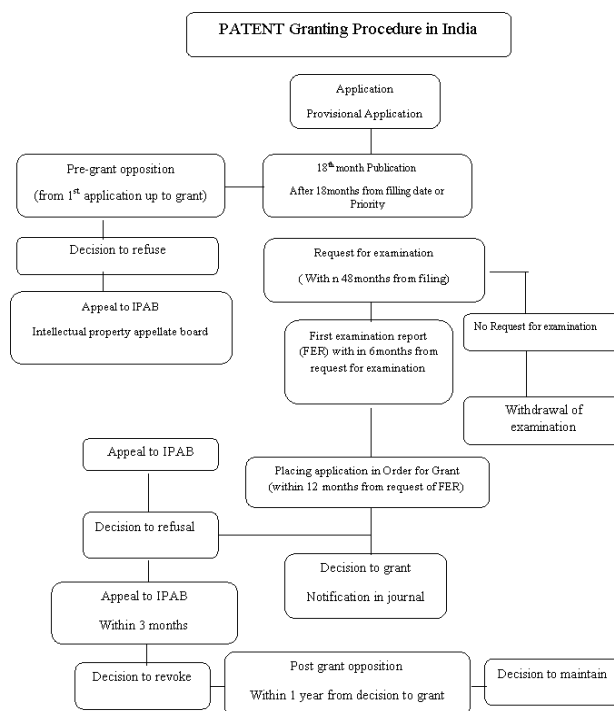 PATENT Granting Procedure in India
Application
Provisional Application
18th month Publication
After 18months from filling date or
Priority
Pre-grant opposition
(from 1st application up to grant)
Decision to refuse
Appeal to IPAB
Intellectual property appellate board
Request for examination
( With n 48months from filing)
No Request for examination
Withdrawal of
examination
First examination report
(FER) with in 6months from
request for examination
Placing application in Order for Grant
(within 12 months from request of FER)
Appeal to IPAB
Decision to refusal
Decision to grant
Notification in journal
Appeal to IPAB
Within 3 months
Decision to revoke
Post grant opposition
Within 1 year from decision to grant
Decision to maintain